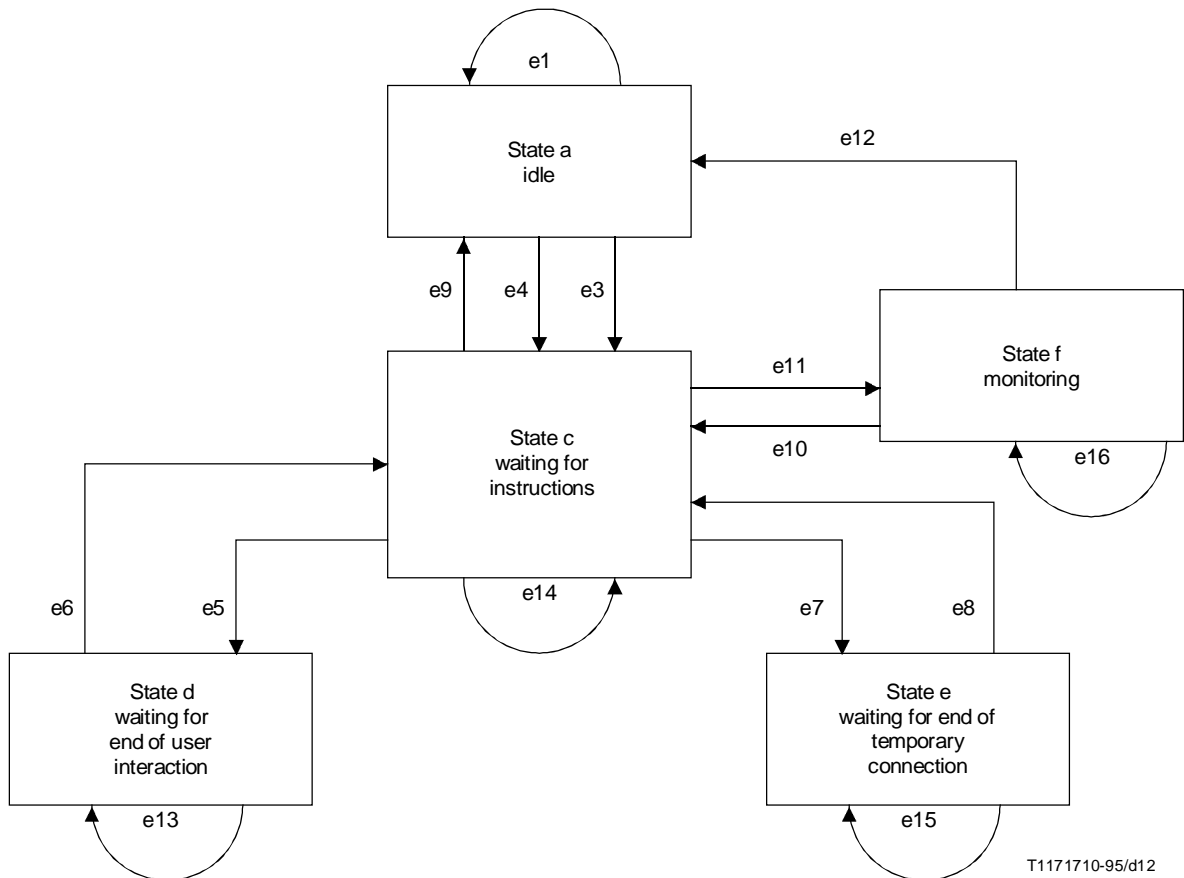 e1
State a
idle
e12
e9
e4
e3
State f
monitoring
e11
State c
waiting for
instructions
e10
e16
e14
e6
e5
e7
e8
State d
waiting for
end of user
interaction
State e
waiting for end of
temporary
connection
e13
e15
T1171710-95/d12